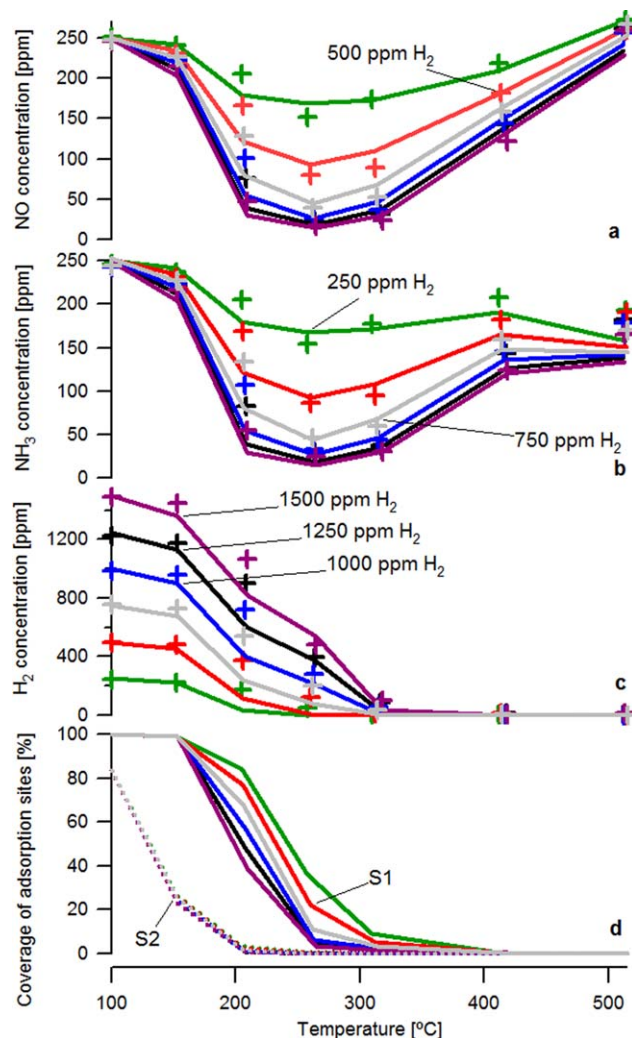 250
200
150
100
50
0
NO concentration [ppm]
500 ppm H₂
a
250
200
150
100
50
0
NH₃ concentration [ppm]
250 ppm H₂
750 ppm H₂
b
1200
800
400
0
H₂ concentration [ppm]
1500 ppm H₂
1250 ppm H₂
1000 ppm H₂
c
100
80
60
40
20
0
Coverage of adsorption sites [%]
S1
S2
d
100 200 300 400 500
Temperature [ºC]